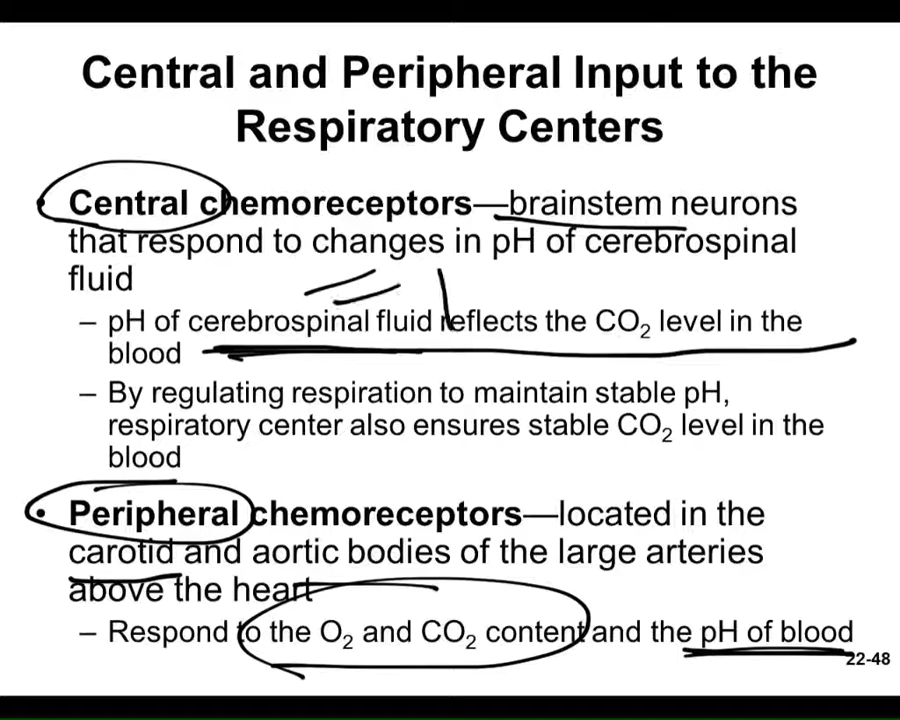 Central and Peripheral Input to the
Respiratory Centers
• Central chemoreceptors—brainstem neurons
that respond to changes in pH of cerebrospinal
fluid
– pH of cerebrospinal fluid reflects the CO₂ level in the
blood
– By regulating respiration to maintain stable pH,
respiratory center also ensures stable CO₂ level in the
blood
• Peripheral chemoreceptors—located in the
carotid and aortic bodies of the large arteries
above the heart
– Respond to the O₂ and CO₂ content and the pH of blood
22-48